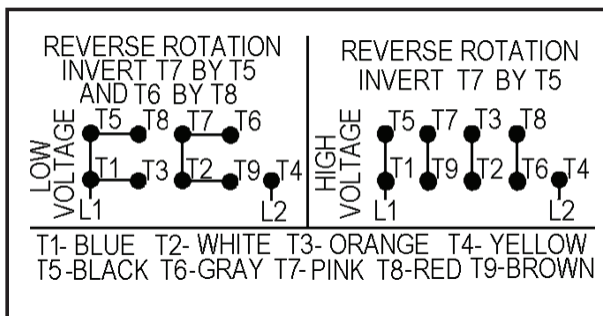 REVERSE ROTATION
INVERT T7 BY T5
AND T6 BY T8
LOW VOLTAGE
T5 T8 T7 T6
T1 T3 T2 T9 T4
L1 L2
REVERSE ROTATION
INVERT T7 BY T5
HIGH VOLTAGE
T5 T7 T3 T8
T1 T9 T2 T6 T4
L1 L2
T1- BLUE T2- WHITE T3- ORANGE T4- YELLOW
T5-BLACK T6-GRAY T7-PINK T8-RED T9-BROWN